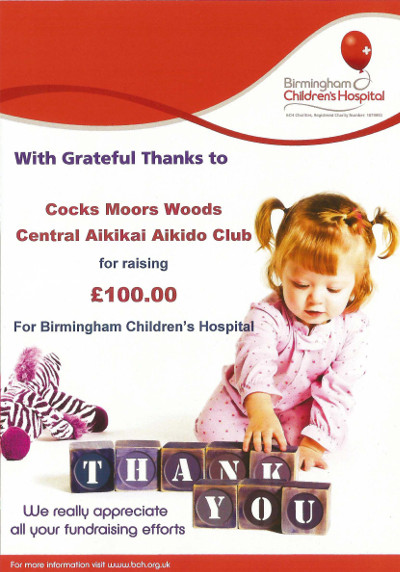 Birmingham
Children's Hospital
With Grateful Thanks to
Cocks Moors Woods
Central Aikikai Aikido Club
for raising
£100.00
For Birmingham Children's Hospital
THANK
YOU
We really appreciate
all your fundraising efforts
For more information visit www.bch.org.uk